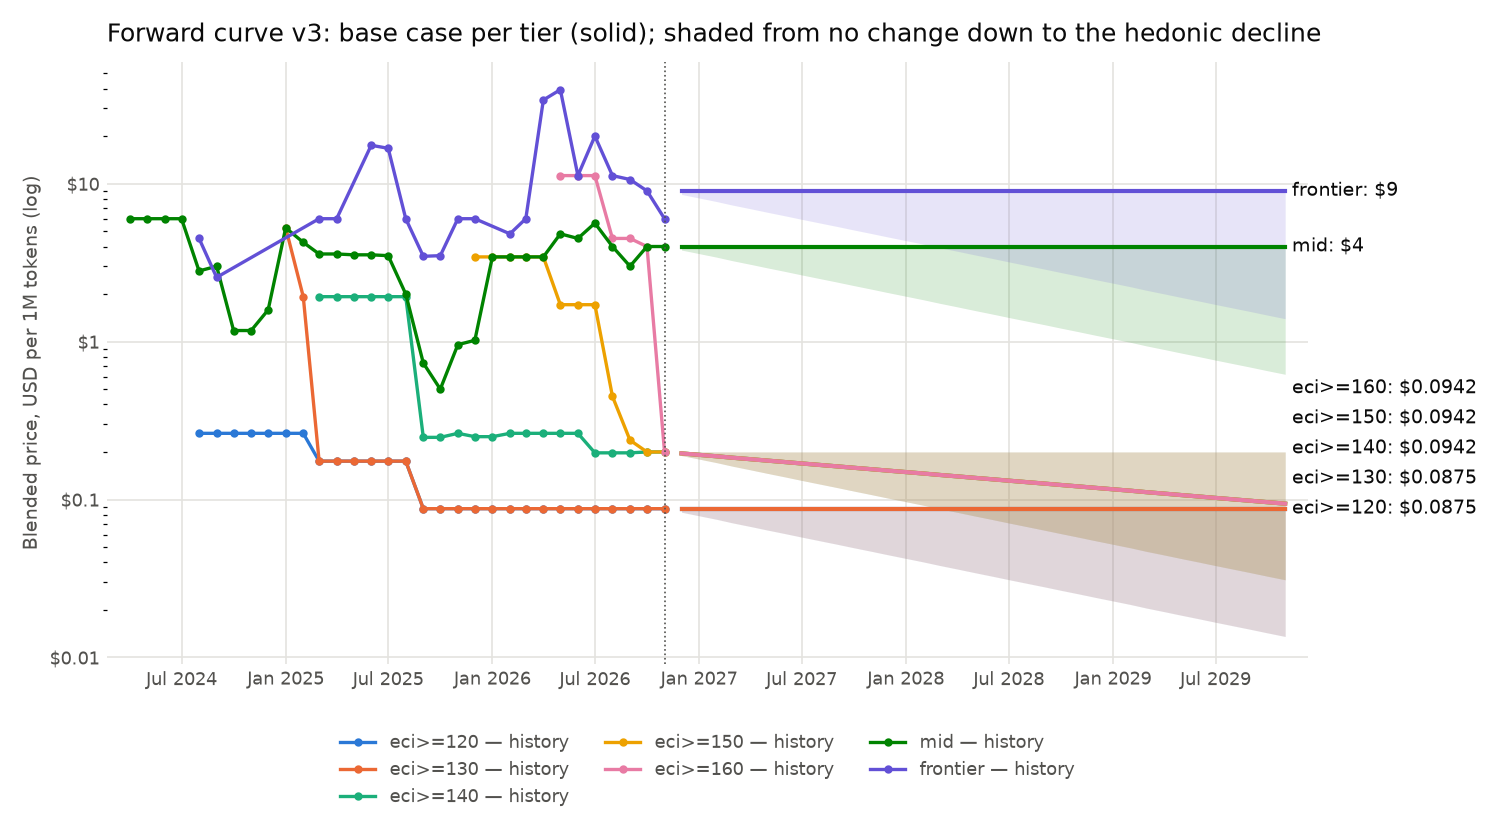 Forward curve v3: base case per tier (solid); shaded from no change down to the hedonic decline
Blended price, USD per 1M tokens (log)
$10
$1
$0.1
$0.01
frontier: $9
mid: $4
eci>=160: $0.0942
eci>=150: $0.0942
eci>=140: $0.0942
eci>=130: $0.0875
eci>=120: $0.0875
Jul 2024 Jan 2025 Jul 2025 Jan 2026 Jul 2026 Jan 2027 Jul 2027 Jan 2028 Jul 2028 Jan 2029 Jul 2029
eci>=120 — history eci>=150 — history mid — history
eci>=130 — history eci>=160 — history frontier — history
eci>=140 — history